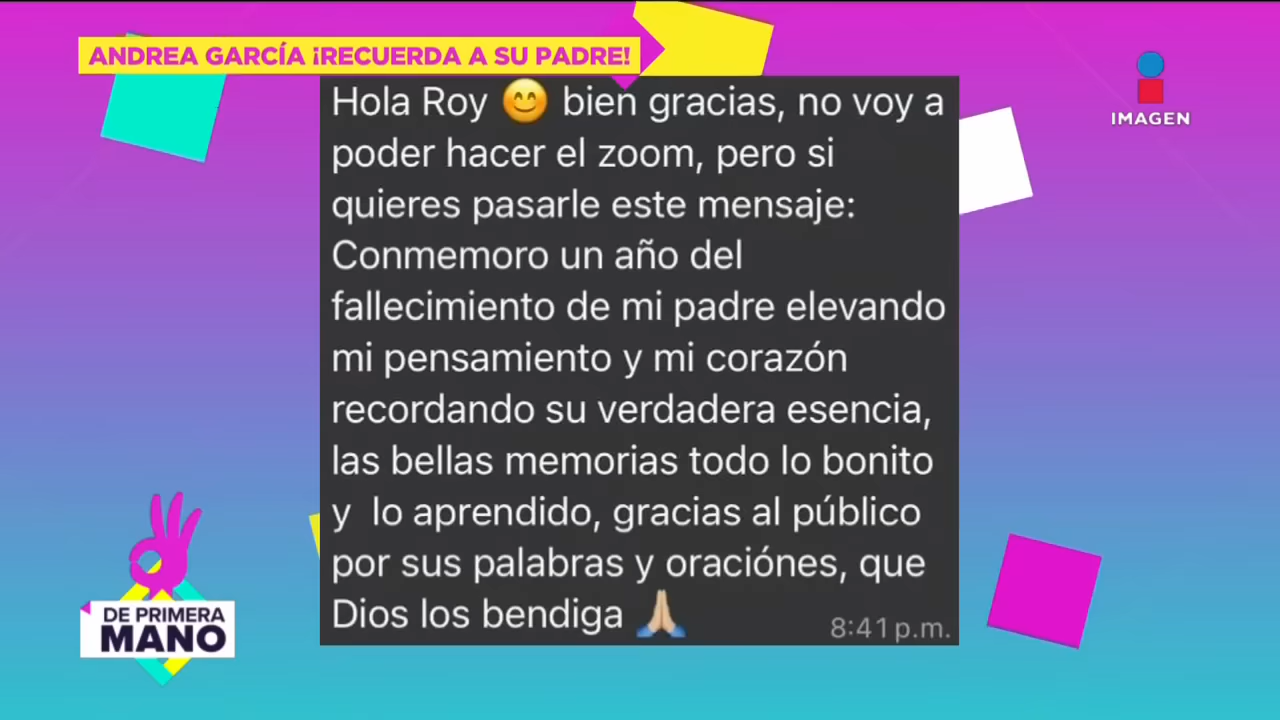 ANDREA GARCÍA ¡RECUERDA A SU PADRE!
IMAGEN
Hola Roy 😊 bien gracias, no voy a
poder hacer el zoom, pero si
quieres pasarle este mensaje:
Conmemoro un año del
fallecimiento de mi padre elevando
mi pensamiento y mi corazón
recordando su verdadera esencia,
las bellas memorias todo lo bonito
y  lo aprendido, gracias al público
por sus palabras y oraciónes, que
Dios los bendiga 🙏🏼
8:41 p.m.
DE PRIMERA
MANO